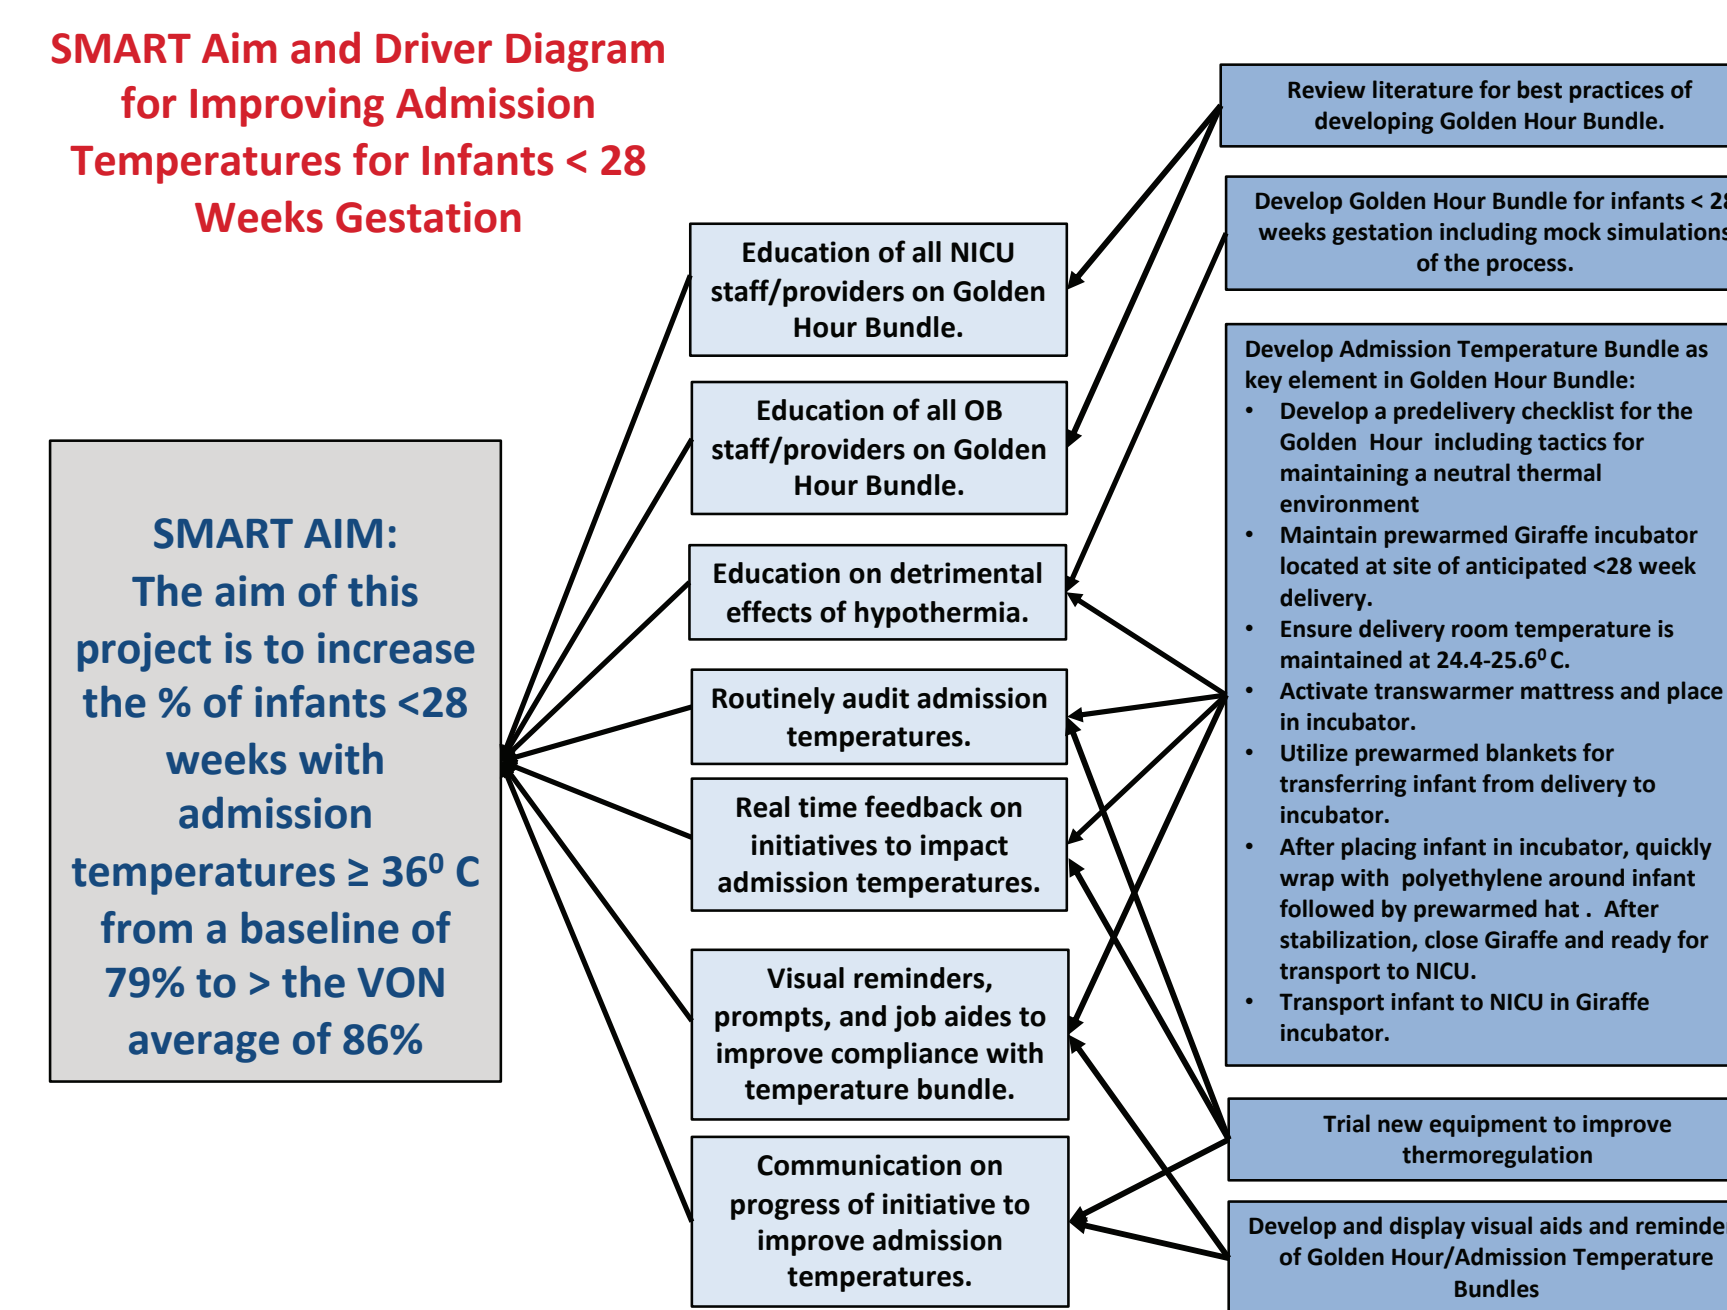 SMART Aim and Driver Diagram
for Improving Admission
Temperatures for Infants < 28
Weeks Gestation
SMART AIM:
The aim of this
project is to increase
the % of infants <28
weeks with
admission
temperatures ≥ 36⁰ C
from a baseline of
79% to > the VON
average of 86%
Education of all NICU
staff/providers on Golden
Hour Bundle.
Education of all OB
staff/providers on Golden
Hour Bundle.
Education on detrimental
effects of hypothermia.
Routinely audit admission
temperatures.
Real time feedback on
initiatives to impact
admission temperatures.
Visual reminders,
prompts, and job aides to
improve compliance with
temperature bundle.
Communication on
progress of initiative to
improve admission
temperatures.
Review literature for best practices of
developing Golden Hour Bundle.
Develop Golden Hour Bundle for infants <
weeks gestation including mock simulations
of the process.
Develop Admission Temperature Bundle as
key element in Golden Hour Bundle:
• Develop a predelivery checklist for the
Golden Hour including tactics for
maintaining a neutral thermal
environment
• Maintain prewarmed Giraffe incubator
located at site of anticipated <28 week
delivery.
• Ensure delivery room temperature is
maintained at 24.4-25.6⁰ C.
• Activate transwarmer mattress and place
in incubator.
• Utilize prewarmed blankets for
transferring infant from delivery to
incubator.
• After placing infant in incubator, quickly
wrap with polyethylene around infant
followed by prewarmed hat . After
stabilization, close Giraffe and ready for
transport to NICU.
• Transport infant to NICU in Giraffe
incubator.
Trial new equipment to improve
thermoregulation
Develop and display visual aids and
of Golden Hour/Admission Temperature
Bundles